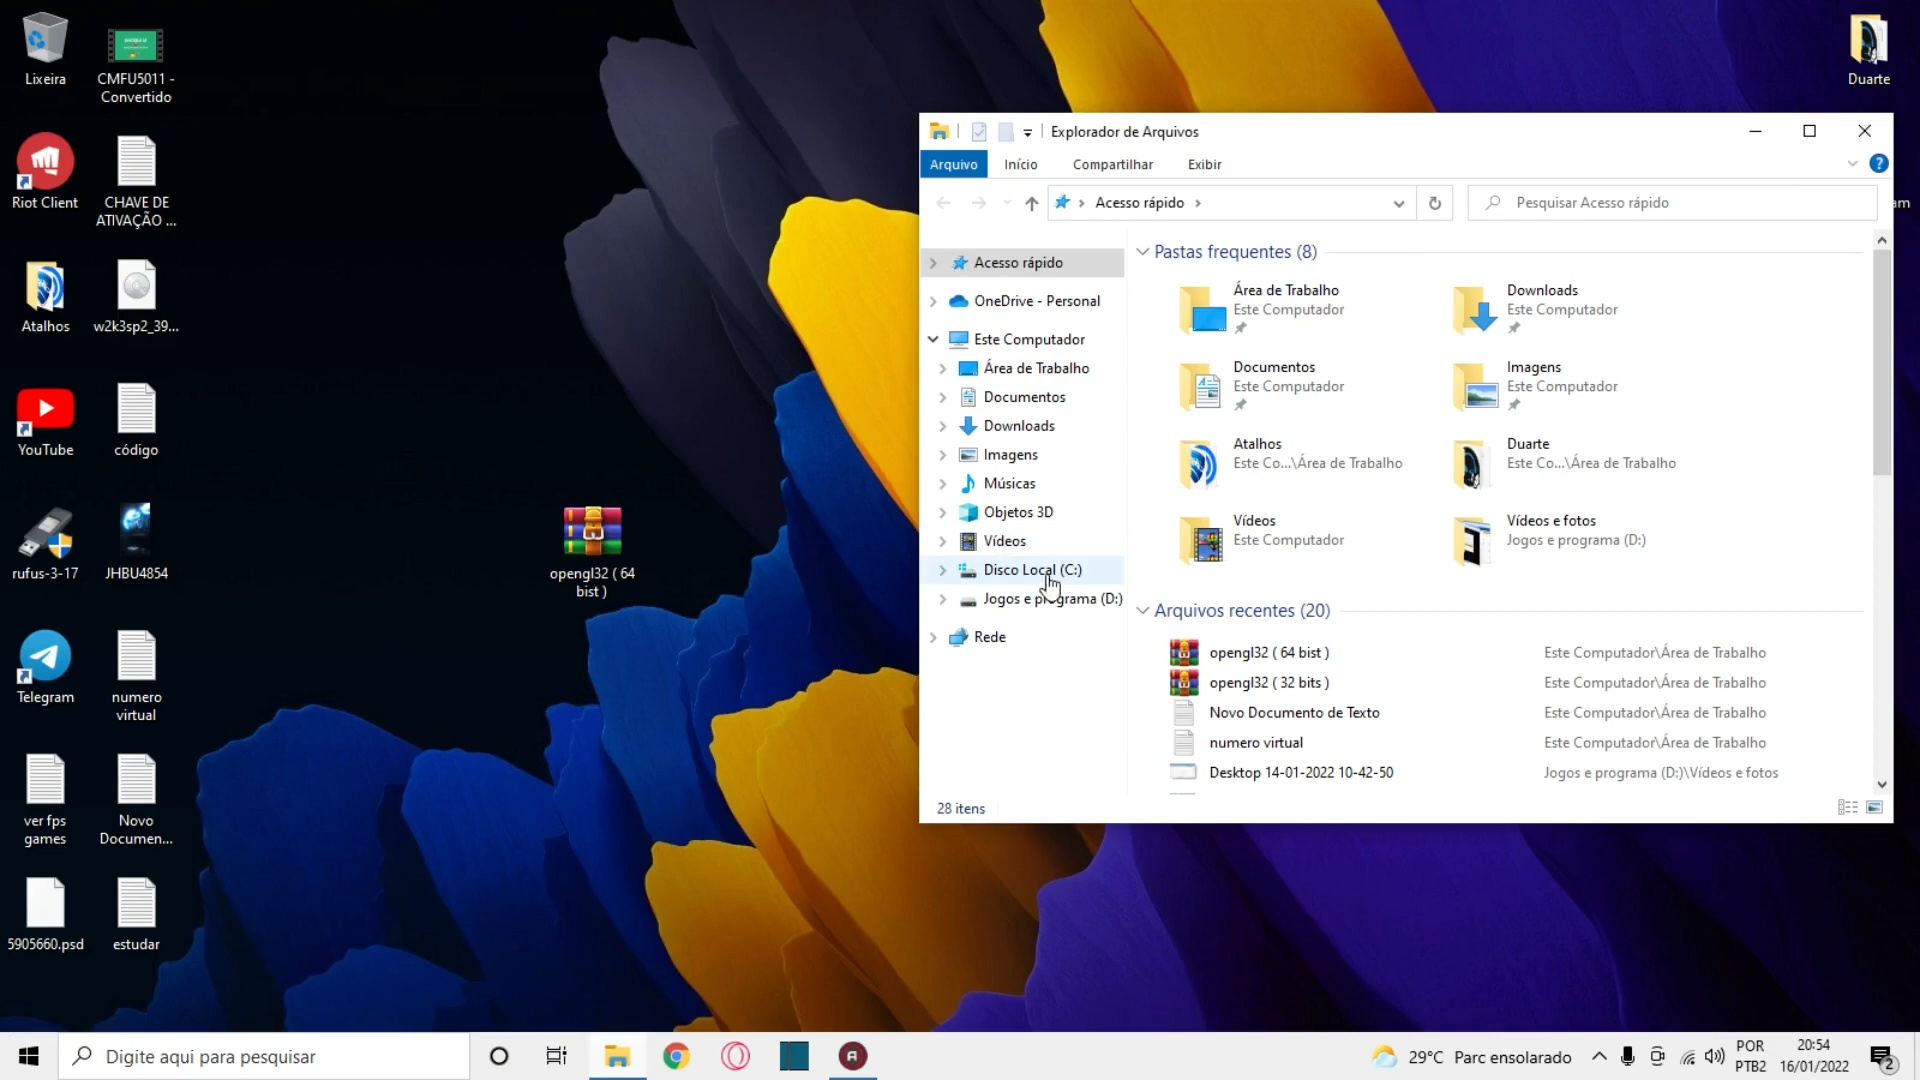 Lixeira
CMFU5011 -
Convertido
Riot Client
CHAVE DE
ATIVAÇÃO ...
Atalhos
w2k3sp2_39...
YouTube
código
rufus-3-17
JHBU4854
Telegram
numero
virtual
ver fps
games
Novo
Documen...
5905660.psd
estudar
opengl32 ( 64
bist )
Duarte
am
Explorador de Arquivos
Arquivo
Início
Compartilhar
Exibir
Acesso rápido
Pesquisar Acesso rápido
Acesso rápido
OneDrive - Personal
Este Computador
Área de Trabalho
Documentos
Downloads
Imagens
Músicas
Objetos 3D
Vídeos
Disco Local (C:)
Jogos e programa (D:)
Rede
Pastas frequentes (8)
Área de Trabalho
Este Computador
Downloads
Este Computador
Documentos
Este Computador
Imagens
Este Computador
Atalhos
Este Co...\Área de Trabalho
Duarte
Este Co...\Área de Trabalho
Vídeos
Este Computador
Vídeos e fotos
Jogos e programa (D:)
Arquivos recentes (20)
opengl32 ( 64 bist ) Este Computador\Área de Trabalho
opengl32 ( 32 bits ) Este Computador\Área de Trabalho
Novo Documento de Texto Este Computador\Área de Trabalho
numero virtual Este Computador\Área de Trabalho
Desktop 14-01-2022 10-42-50 Jogos e programa (D:)\Vídeos e fotos
28 itens
Digite aqui para pesquisar
29°C Parc ensolarado
POR
PTB2
20:54
16/01/2022
2